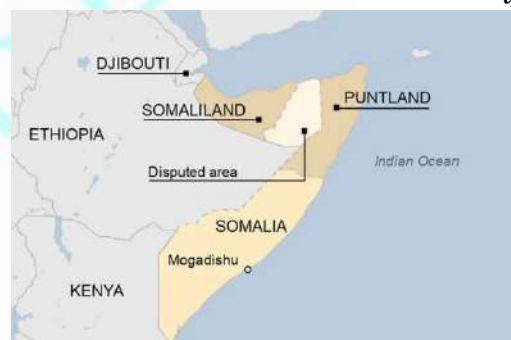 DJIBOUTI
SOMALILAND
PUNTLAND
ETHIOPIA
Indian Ocean
Disputed area
SOMALIA
Mogadishu
KENYA